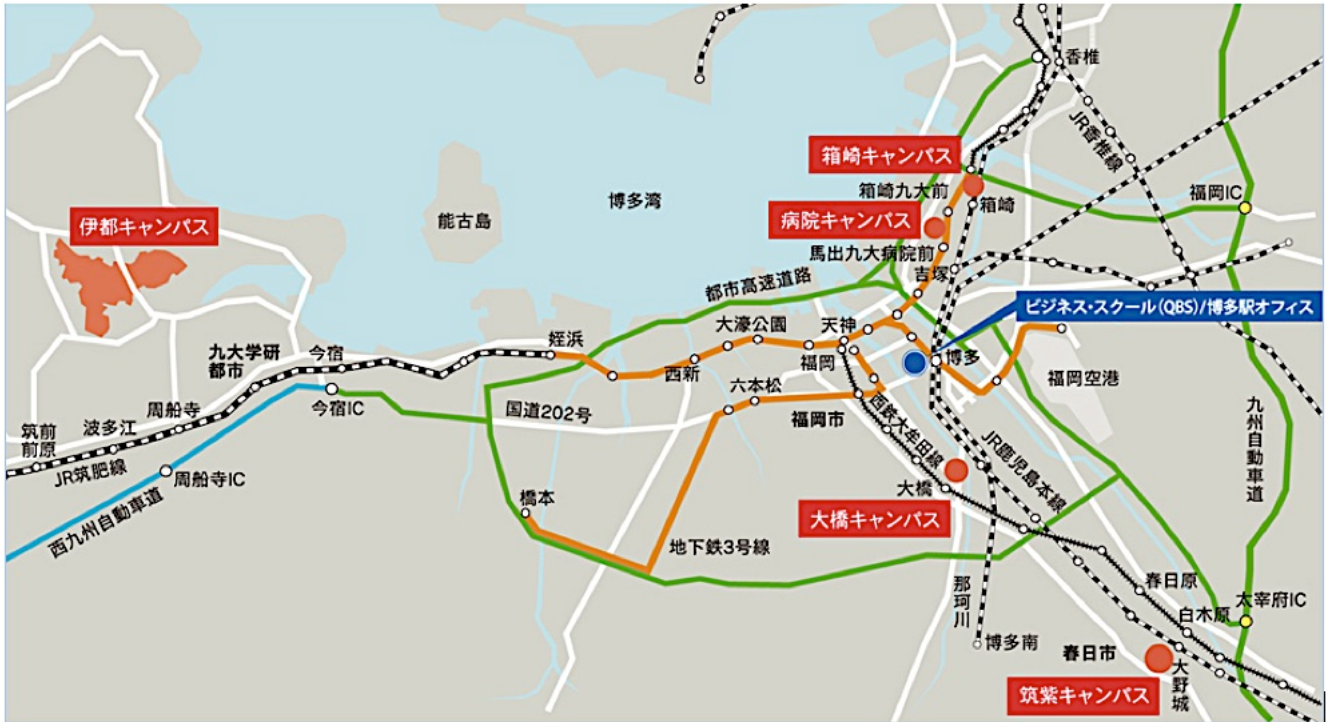 香椎
JR香椎線
箱崎キャンパス
箱崎九大前
福岡IC
箱崎
病院キャンパス
伊都キャンパス
能古島
博多湾
馬出九大病院前
吉塚
都市高速道路
ビジネス・スクール(QBS)/博多駅オフィス
大濠公園
天神
姪浜
九大学研
都市
今宿
西新
福岡
博多
福岡空港
六本松
今宿IC
国道202号
福岡市
周船寺
波多江
筑前
前原
JR筑肥線
周船寺IC
西九州自動車道
西鉄大牟田線
JR鹿児島本線
九州自動車道
橋本
大橋
大橋キャンパス
地下鉄3号線
那珂川
春日原
白木原
太宰府IC
博多南
春日市
大野城
筑紫キャンパス